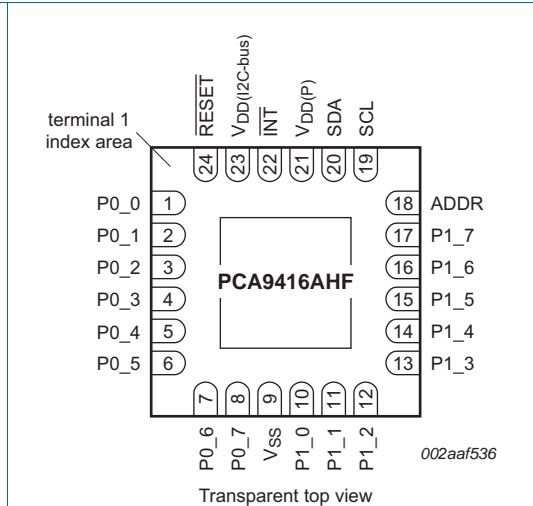 terminal 1
index area
RESET
VDD(I2C-bus)
INT
VDD(P)
SDA
SCL
24
23
22
21
20
19
P0_0 1
P0_1 2
P0_2 3
P0_3 4
P0_4 5
P0_5 6
PCA9416AHF
18 ADDR
17 P1_7
16 P1_6
15 P1_5
14 P1_4
13 P1_3
7
8
9
10
11
12
P0_6
P0_7
VSS
P1_0
P1_1
P1_2
002aaf536
Transparent top view